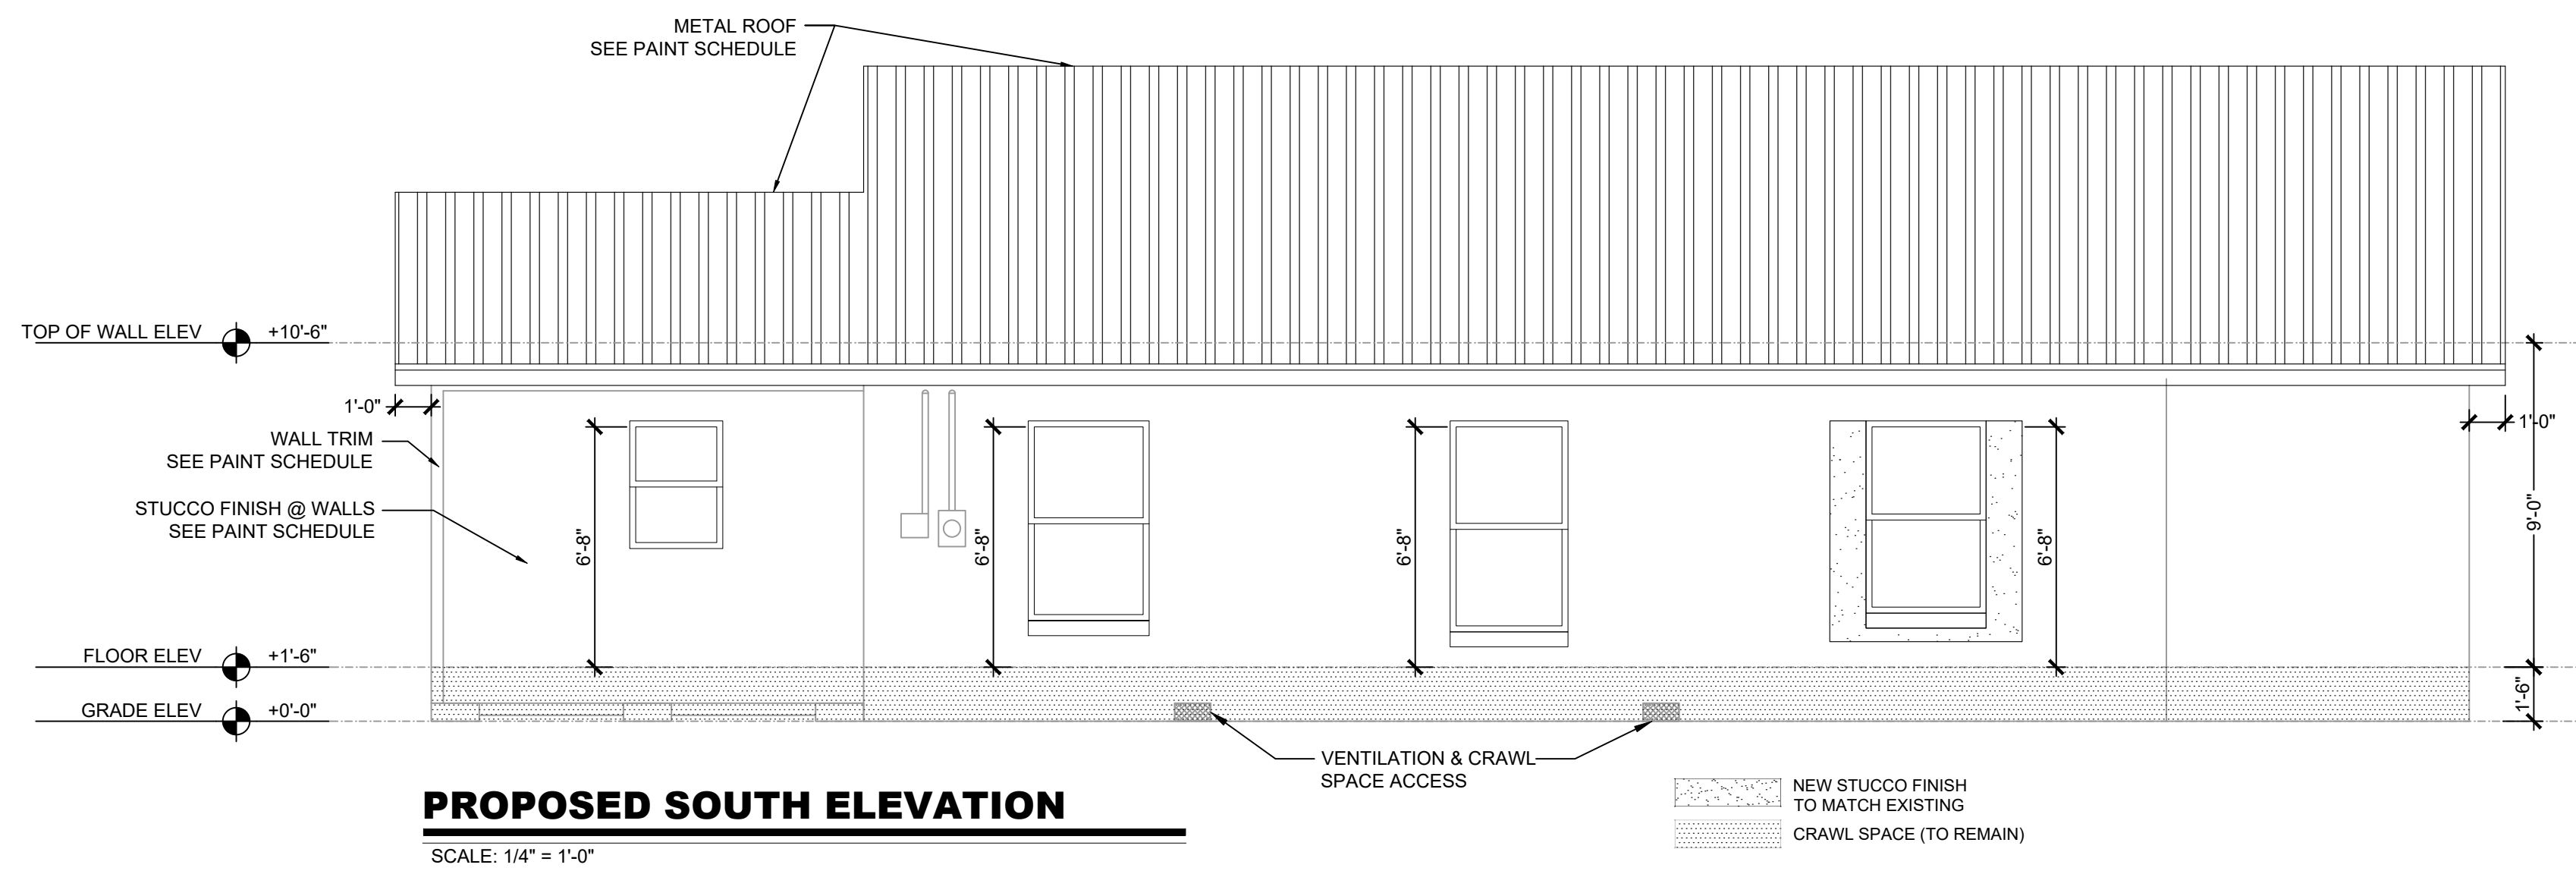 METAL ROOF
SEE PAINT SCHEDULE
TOP OF WALL ELEV +10'-6"
1'-0"
1'-0"
WALL TRIM
SEE PAINT SCHEDULE
STUCCO FINISH @ WALLS
SEE PAINT SCHEDULE
6'-8"
6'-8"
6'-8"
6'-8"
9'-0"
FLOOR ELEV +1'-6"
1'-6"
GRADE ELEV +0'-0"
VENTILATION & CRAWL
SPACE ACCESS
PROPOSED SOUTH ELEVATION
SCALE: 1/4" = 1'-0"
NEW STUCCO FINISH
TO MATCH EXISTING
CRAWL SPACE (TO REMAIN)